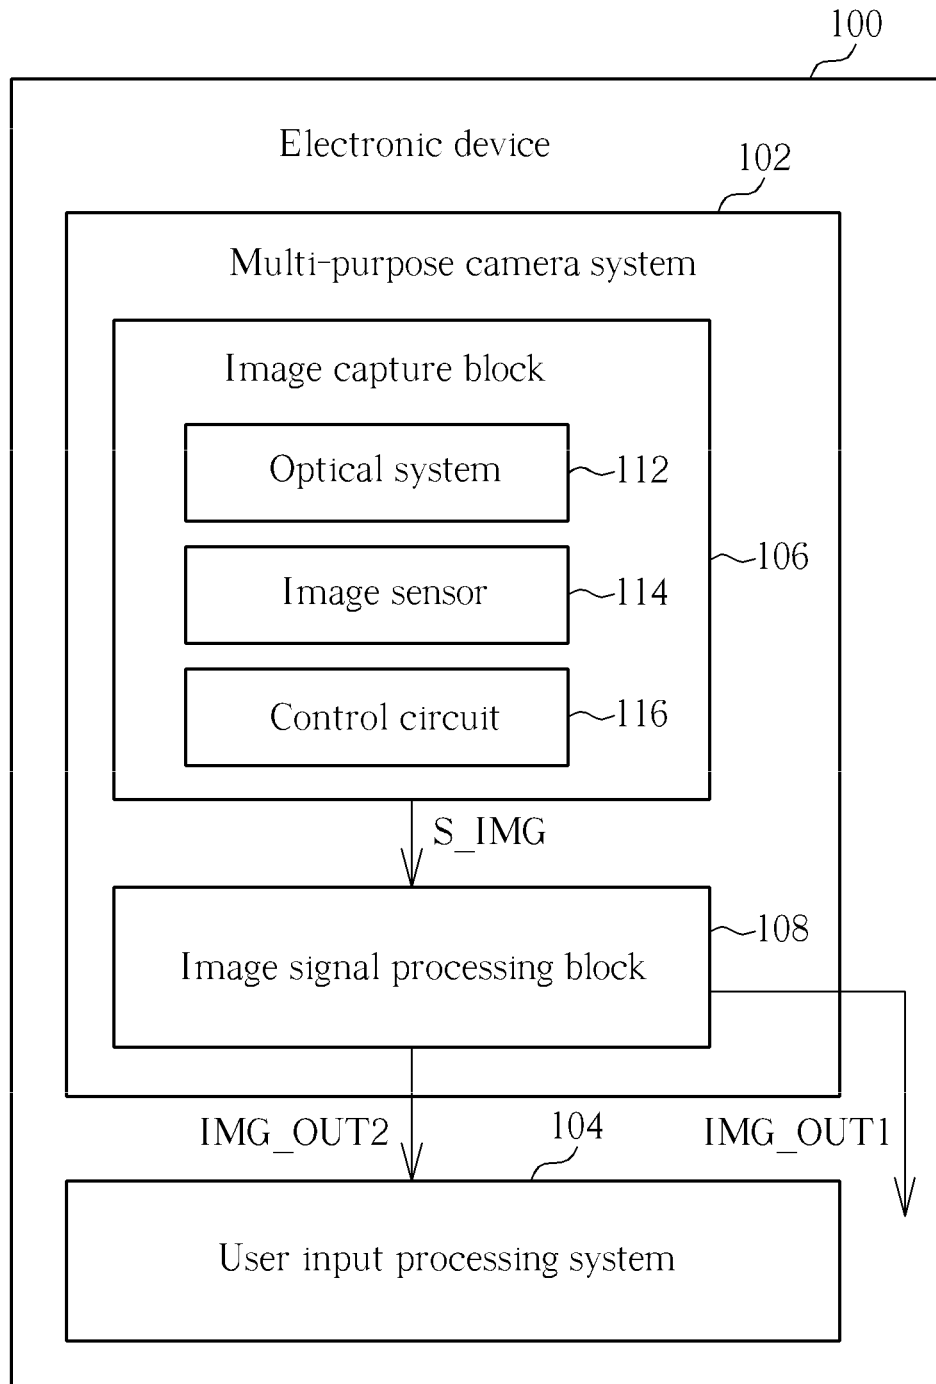 100
Electronic device
102
Multi-purpose camera system
Image capture block
Optical system
112
106
Image sensor
114
Control circuit
116
S_IMG
108
Image signal processing block
IMG_OUT2
104
IMG_OUT1
User input processing system